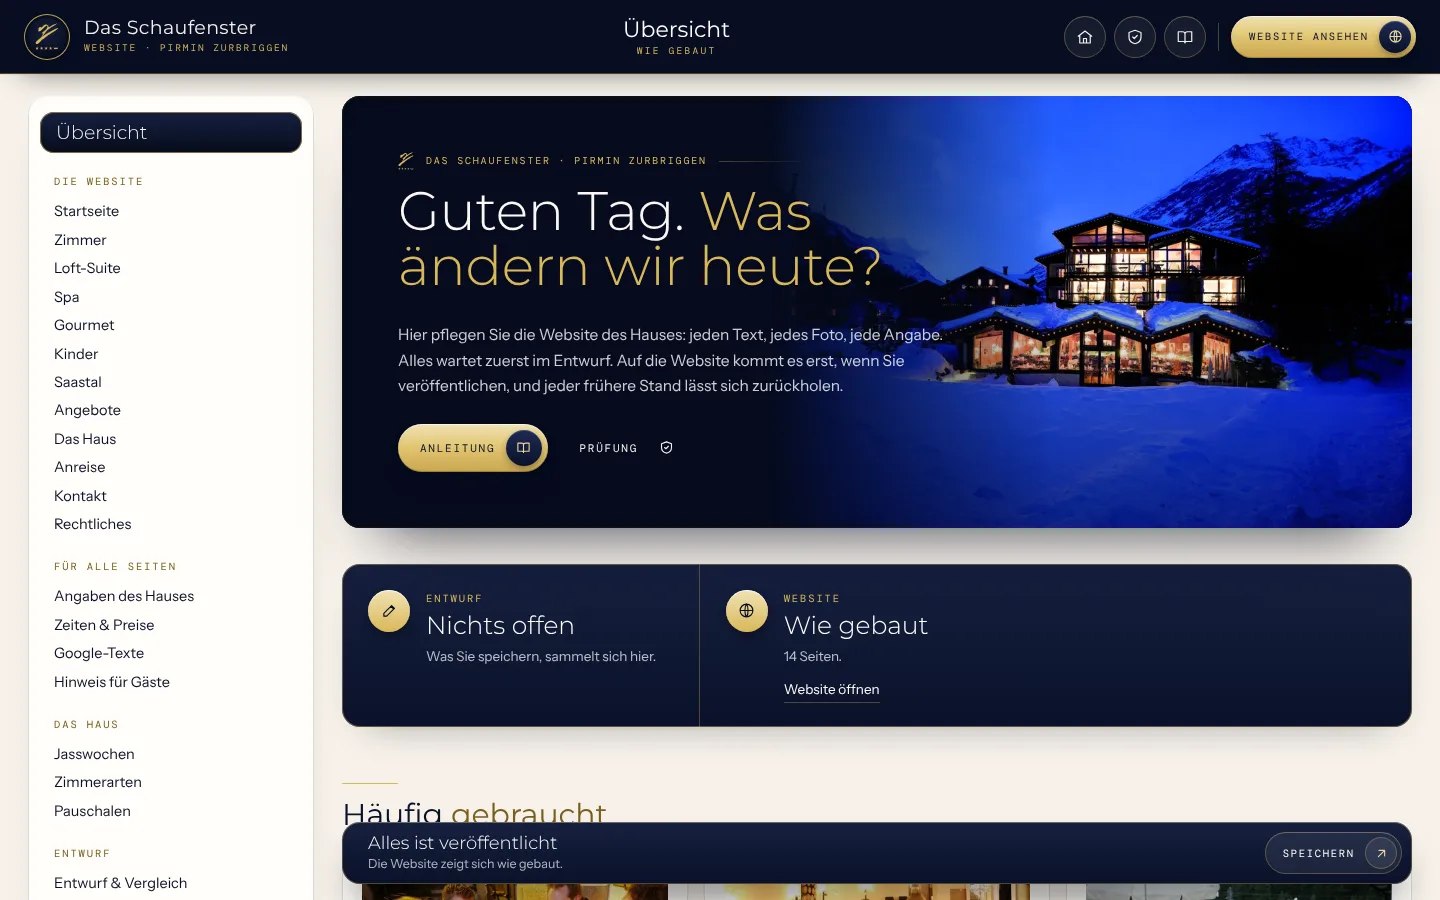 Das Schaufenster
WEBSITE · PIRMIN ZURBRIGGEN
Übersicht
WIE GEBAUT
WEBSITE ANSEHEN
Übersicht
DIE WEBSITE
Startseite
Zimmer
Loft-Suite
Spa
Gourmet
Kinder
Saastal
Angebote
Das Haus
Anreise
Kontakt
Rechtliches
FÜR ALLE SEITEN
Angaben des Hauses
Zeiten & Preise
Google-Texte
Hinweis für Gäste
DAS HAUS
Jasswochen
Zimmerarten
Pauschalen
ENTWURF
Entwurf & Vergleich
DAS SCHAUFENSTER · PIRMIN ZURBRIGGEN
Guten Tag. Was
ändern wir heute?
Hier pflegen Sie die Website des Hauses: jeden Text, jedes Foto, jede Angabe.
Alles wartet zuerst im Entwurf. Auf die Website kommt es erst, wenn Sie
veröffentlichen, und jeder frühere Stand lässt sich zurückholen.
ANLEITUNG
PRÜFUNG
ENTWURF
Nichts offen
Was Sie speichern, sammelt sich hier.
WEBSITE
Wie gebaut
14 Seiten.
Website öffnen
Häufig gebraucht
Alles ist veröffentlicht
Die Website zeigt sich wie gebaut.
SPEICHERN